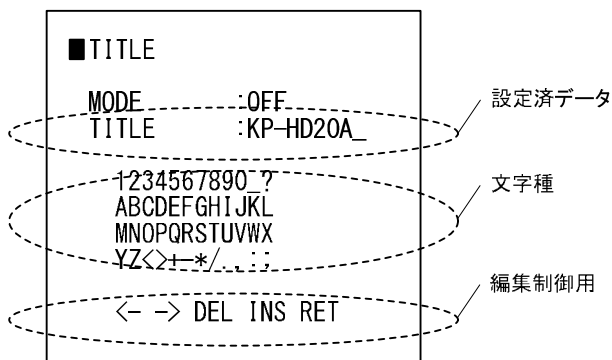 ■TITLE
MODE :OFF
TITLE :KP-HD20A_
設定済データ
1234567890_?
ABCDEFGHIJKL
MNOPQRSTUVWX
YZ<>+-*/.,:;
文字種
<- -> DEL INS RET
編集制御用